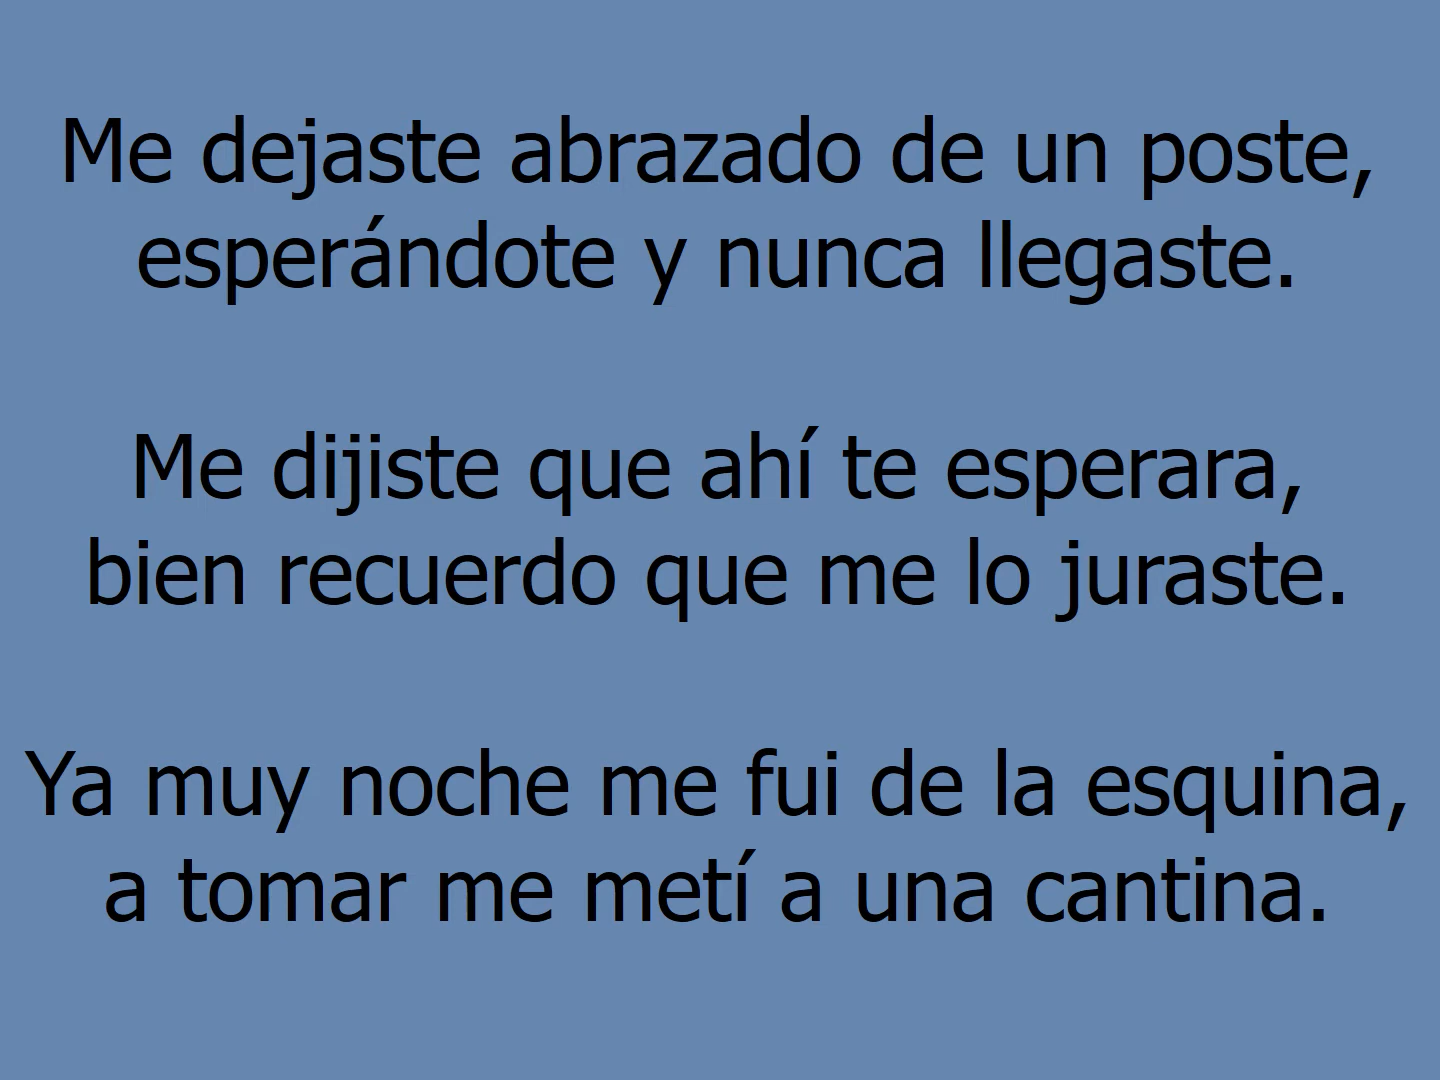 Me dejaste abrazado de un poste,
esperándote y nunca llegaste.
Me dijiste que ahí te esperara,
bien recuerdo que me lo juraste.
Ya muy noche me fui de la esquina,
a tomar me metí a una cantina.